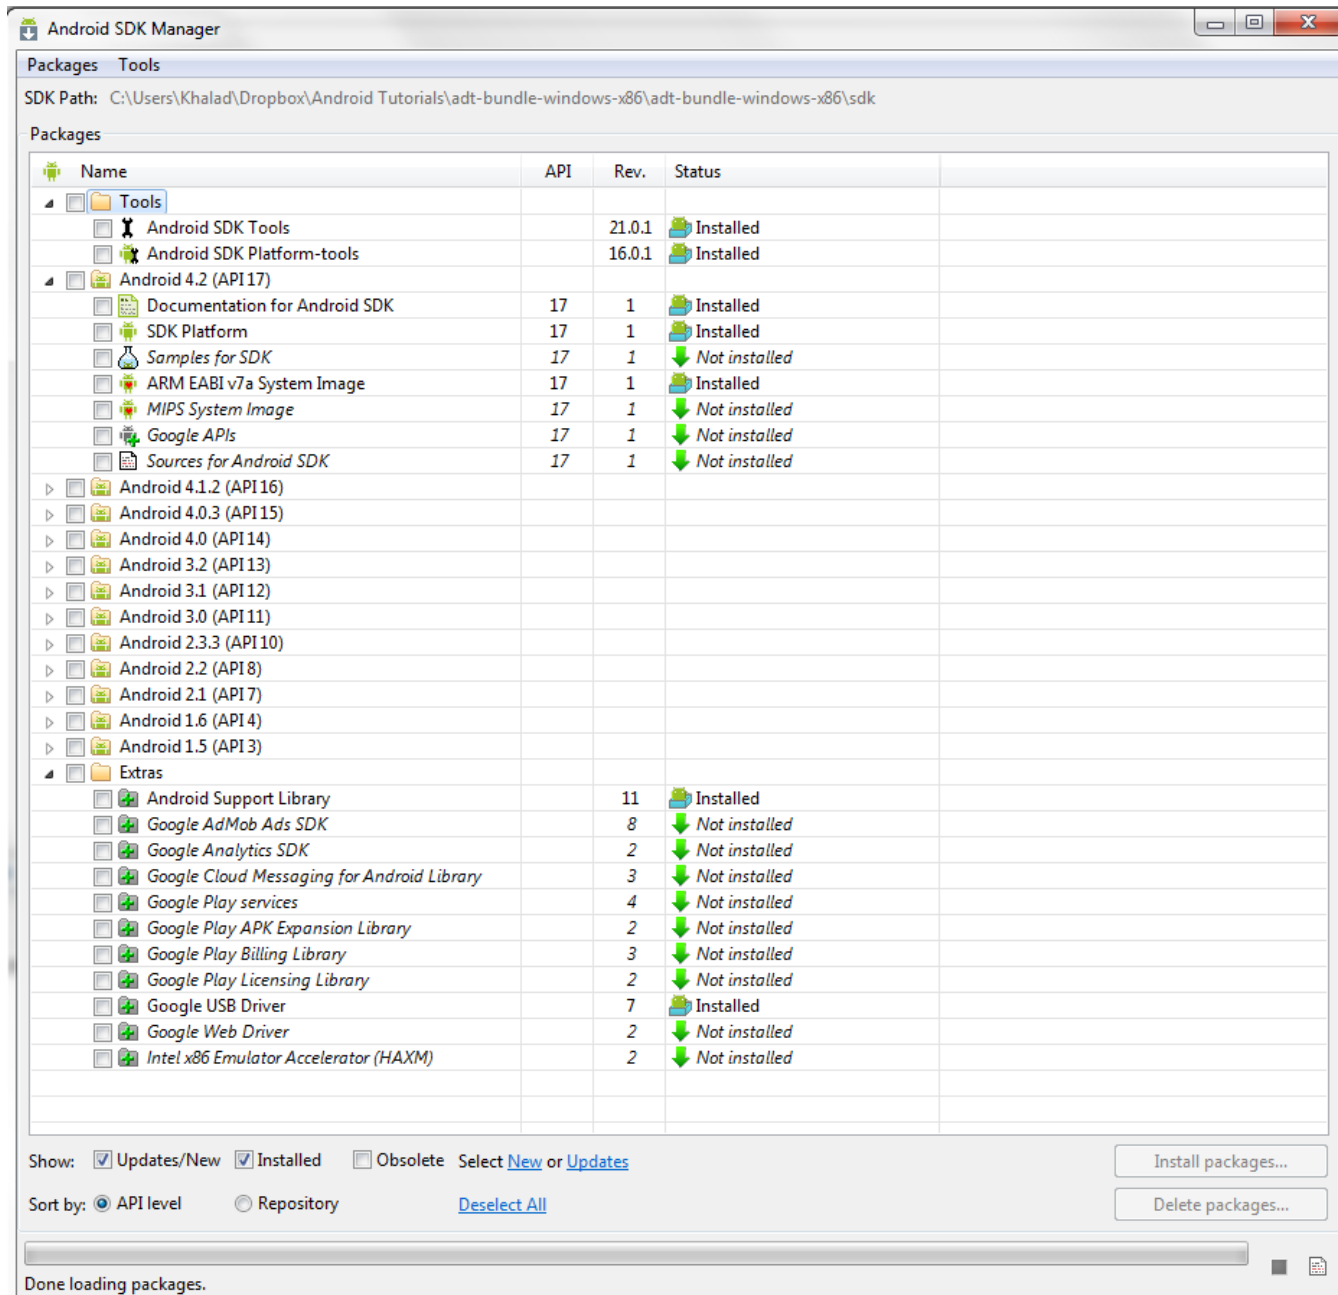 Android SDK Manager
Packages Tools
SDK Path: C:\Users\Khalad\Dropbox\Android Tutorials\adt-bundle-windows-x86\adt-bundle-windows-x86\sdk
Packages
Name API Rev. Status
Tools
Android SDK Tools 21.0.1 Installed
Android SDK Platform-tools 16.0.1 Installed
Android 4.2 (API 17)
Documentation for Android SDK 17 1 Installed
SDK Platform 17 1 Installed
Samples for SDK 17 1 Not installed
ARM EABI v7a System Image 17 1 Installed
MIPS System Image 17 1 Not installed
Google APIs 17 1 Not installed
Sources for Android SDK 17 1 Not installed
Android 4.1.2 (API 16)
Android 4.0.3 (API 15)
Android 4.0 (API 14)
Android 3.2 (API 13)
Android 3.1 (API 12)
Android 3.0 (API 11)
Android 2.3.3 (API 10)
Android 2.2 (API 8)
Android 2.1 (API 7)
Android 1.6 (API 4)
Android 1.5 (API 3)
Extras
Android Support Library 11 Installed
Google AdMob Ads SDK 8 Not installed
Google Analytics SDK 2 Not installed
Google Cloud Messaging for Android Library 3 Not installed
Google Play services 4 Not installed
Google Play APK Expansion Library 2 Not installed
Google Play Billing Library 3 Not installed
Google Play Licensing Library 2 Not installed
Google USB Driver 7 Installed
Google Web Driver 2 Not installed
Intel x86 Emulator Accelerator (HAXM) 2 Not installed
Show: Updates/New Installed Obsolete Select New or Updates Install packages...
Sort by: API level Repository Deselect All Delete packages...
Done loading packages.